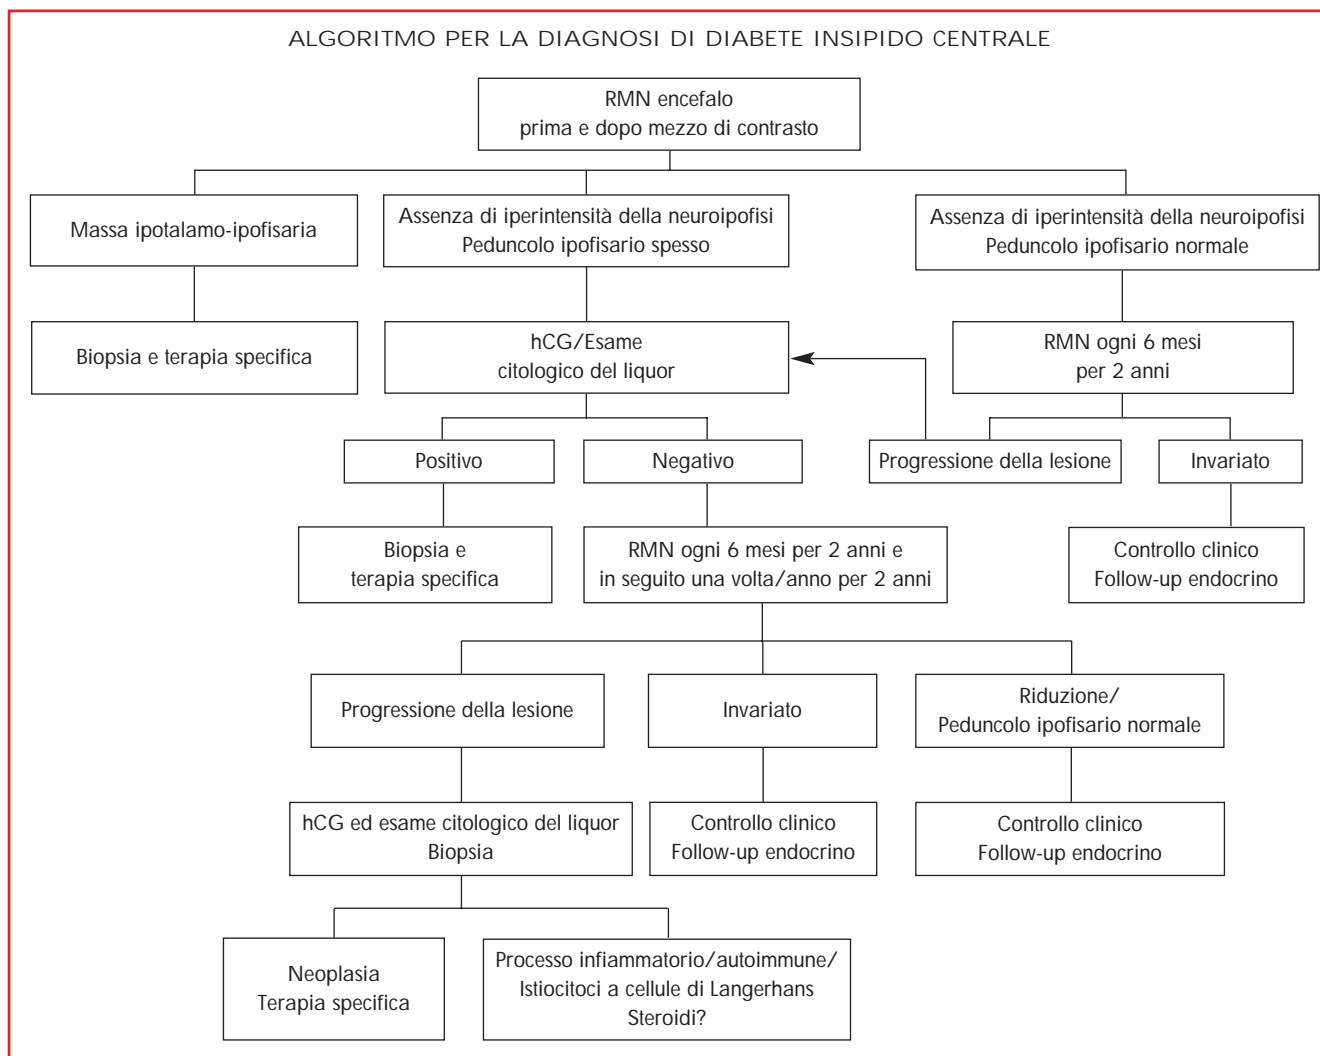 ALGORITMO PER LA DIAGNOSI DI DIABETE INSIPIDO CENTRALE
RMN encefalo
prima e dopo mezzo di contrasto
Massa ipotalamo-ipofisaria
Assenza di iperintensità della neuroipofisi
Peduncolo ipofisario spesso
Assenza di iperintensità della neuroipofisi
Peduncolo ipofisario normale
Biopsia e terapia specifica
hCG/Esame
citologico del liquor
RMN ogni 6 mesi
per 2 anni
Positivo
Negativo
Progressione della lesione
Invariato
Biopsia e
terapia specifica
RMN ogni 6 mesi per 2 anni e
in seguito una volta/anno per 2 anni
Controllo clinico
Follow-up endocrino
Progressione della lesione
Invariato
Riduzione/
Peduncolo ipofisario normale
hCG ed esame citologico del liquor
Biopsia
Controllo clinico
Follow-up endocrino
Controllo clinico
Follow-up endocrino
Neoplasia
Terapia specifica
Processo infiammatorio/autoimmune/
Istiocitoci a cellule di Langerhans
Steroidi?